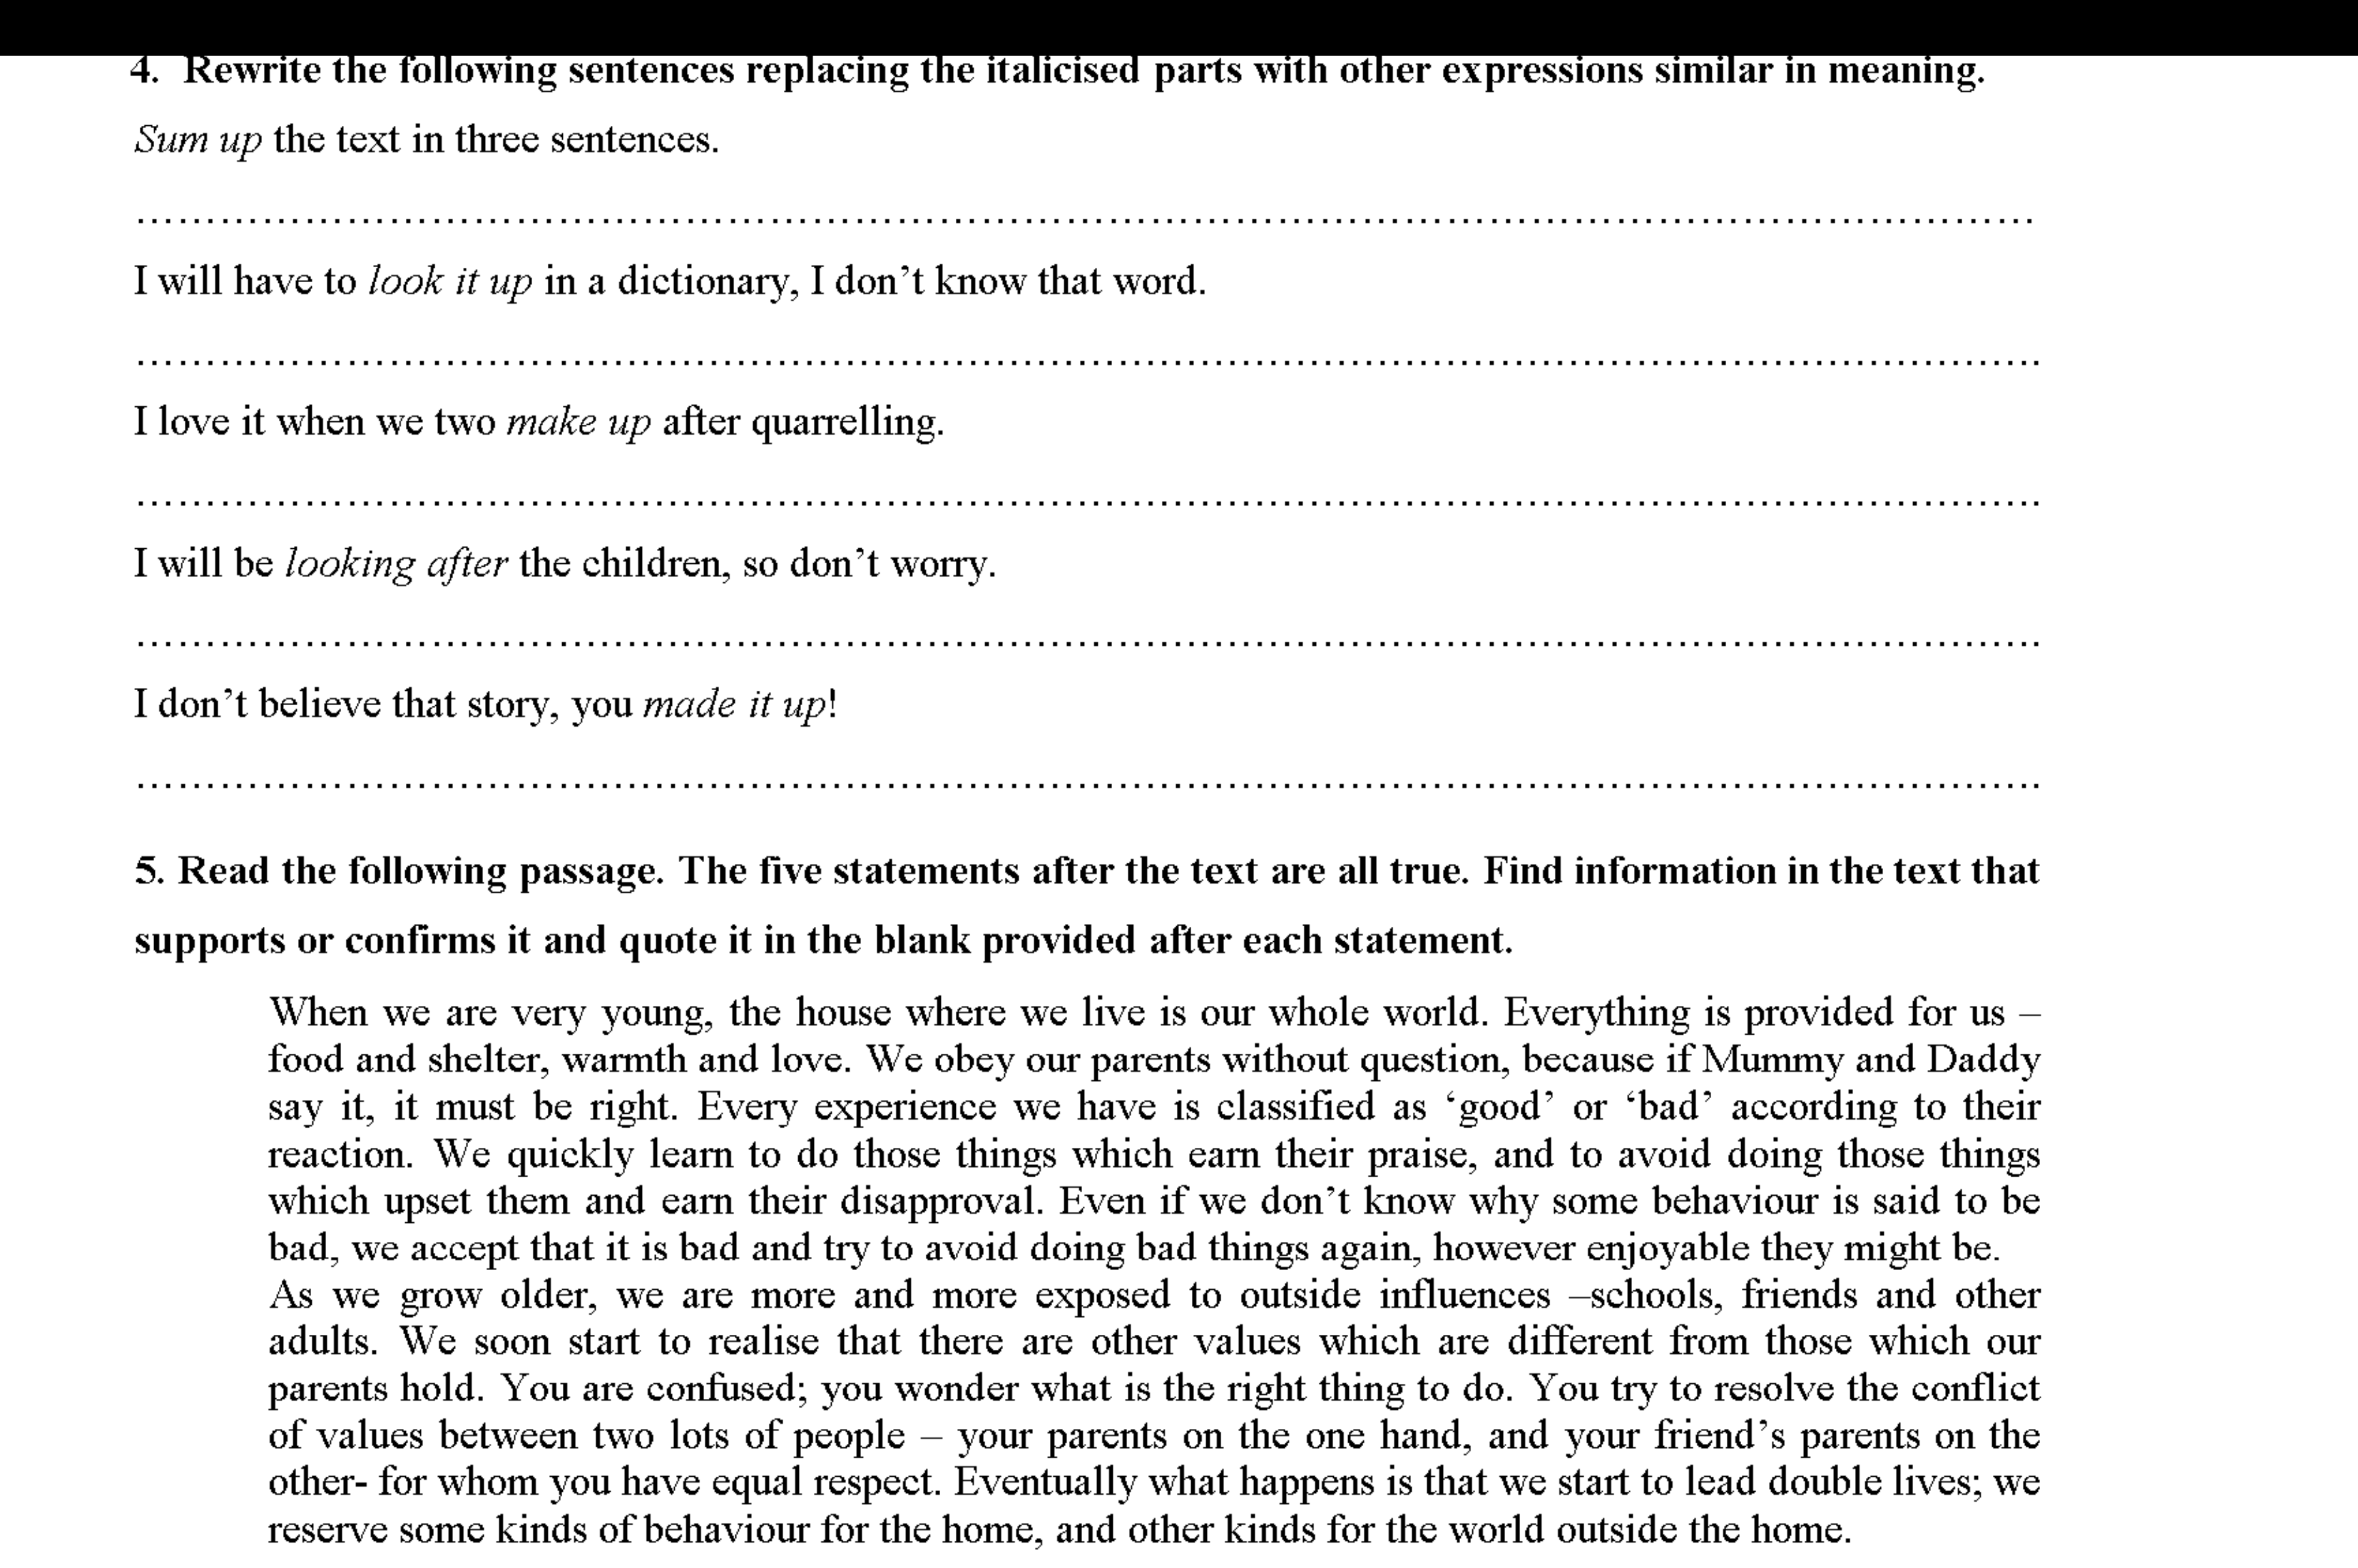 4. Rewrite the following sentences replacing the italicised parts with other expressions similar in meaning.
Sum up the text in three sentences.
……………………………………………………………………………………………………………………
I will have to look it up in a dictionary, I don’t know that word.
……………………………………………………………………………………………………………………
I love it when we two make up after quarrelling.
……………………………………………………………………………………………………………………
I will be looking after the children, so don’t worry.
……………………………………………………………………………………………………………………
I don’t believe that story, you made it up!
……………………………………………………………………………………………………………………
5. Read the following passage. The five statements after the text are all true. Find information in the text that
supports or confirms it and quote it in the blank provided after each statement.
When we are very young, the house where we live is our whole world. Everything is provided for us –
food and shelter, warmth and love. We obey our parents without question, because if Mummy and Daddy
say it, it must be right. Every experience we have is classified as ‘good’ or ‘bad’ according to their
reaction. We quickly learn to do those things which earn their praise, and to avoid doing those things
which upset them and earn their disapproval. Even if we don’t know why some behaviour is said to be
bad, we accept that it is bad and try to avoid doing bad things again, however enjoyable they might be.
As we grow older, we are more and more exposed to outside influences –schools, friends and other
adults. We soon start to realise that there are other values which are different from those which our
parents hold. You are confused; you wonder what is the right thing to do. You try to resolve the conflict
of values between two lots of people – your parents on the one hand, and your friend’s parents on the
other- for whom you have equal respect. Eventually what happens is that we start to lead double lives; we
reserve some kinds of behaviour for the home, and other kinds for the world outside the home.